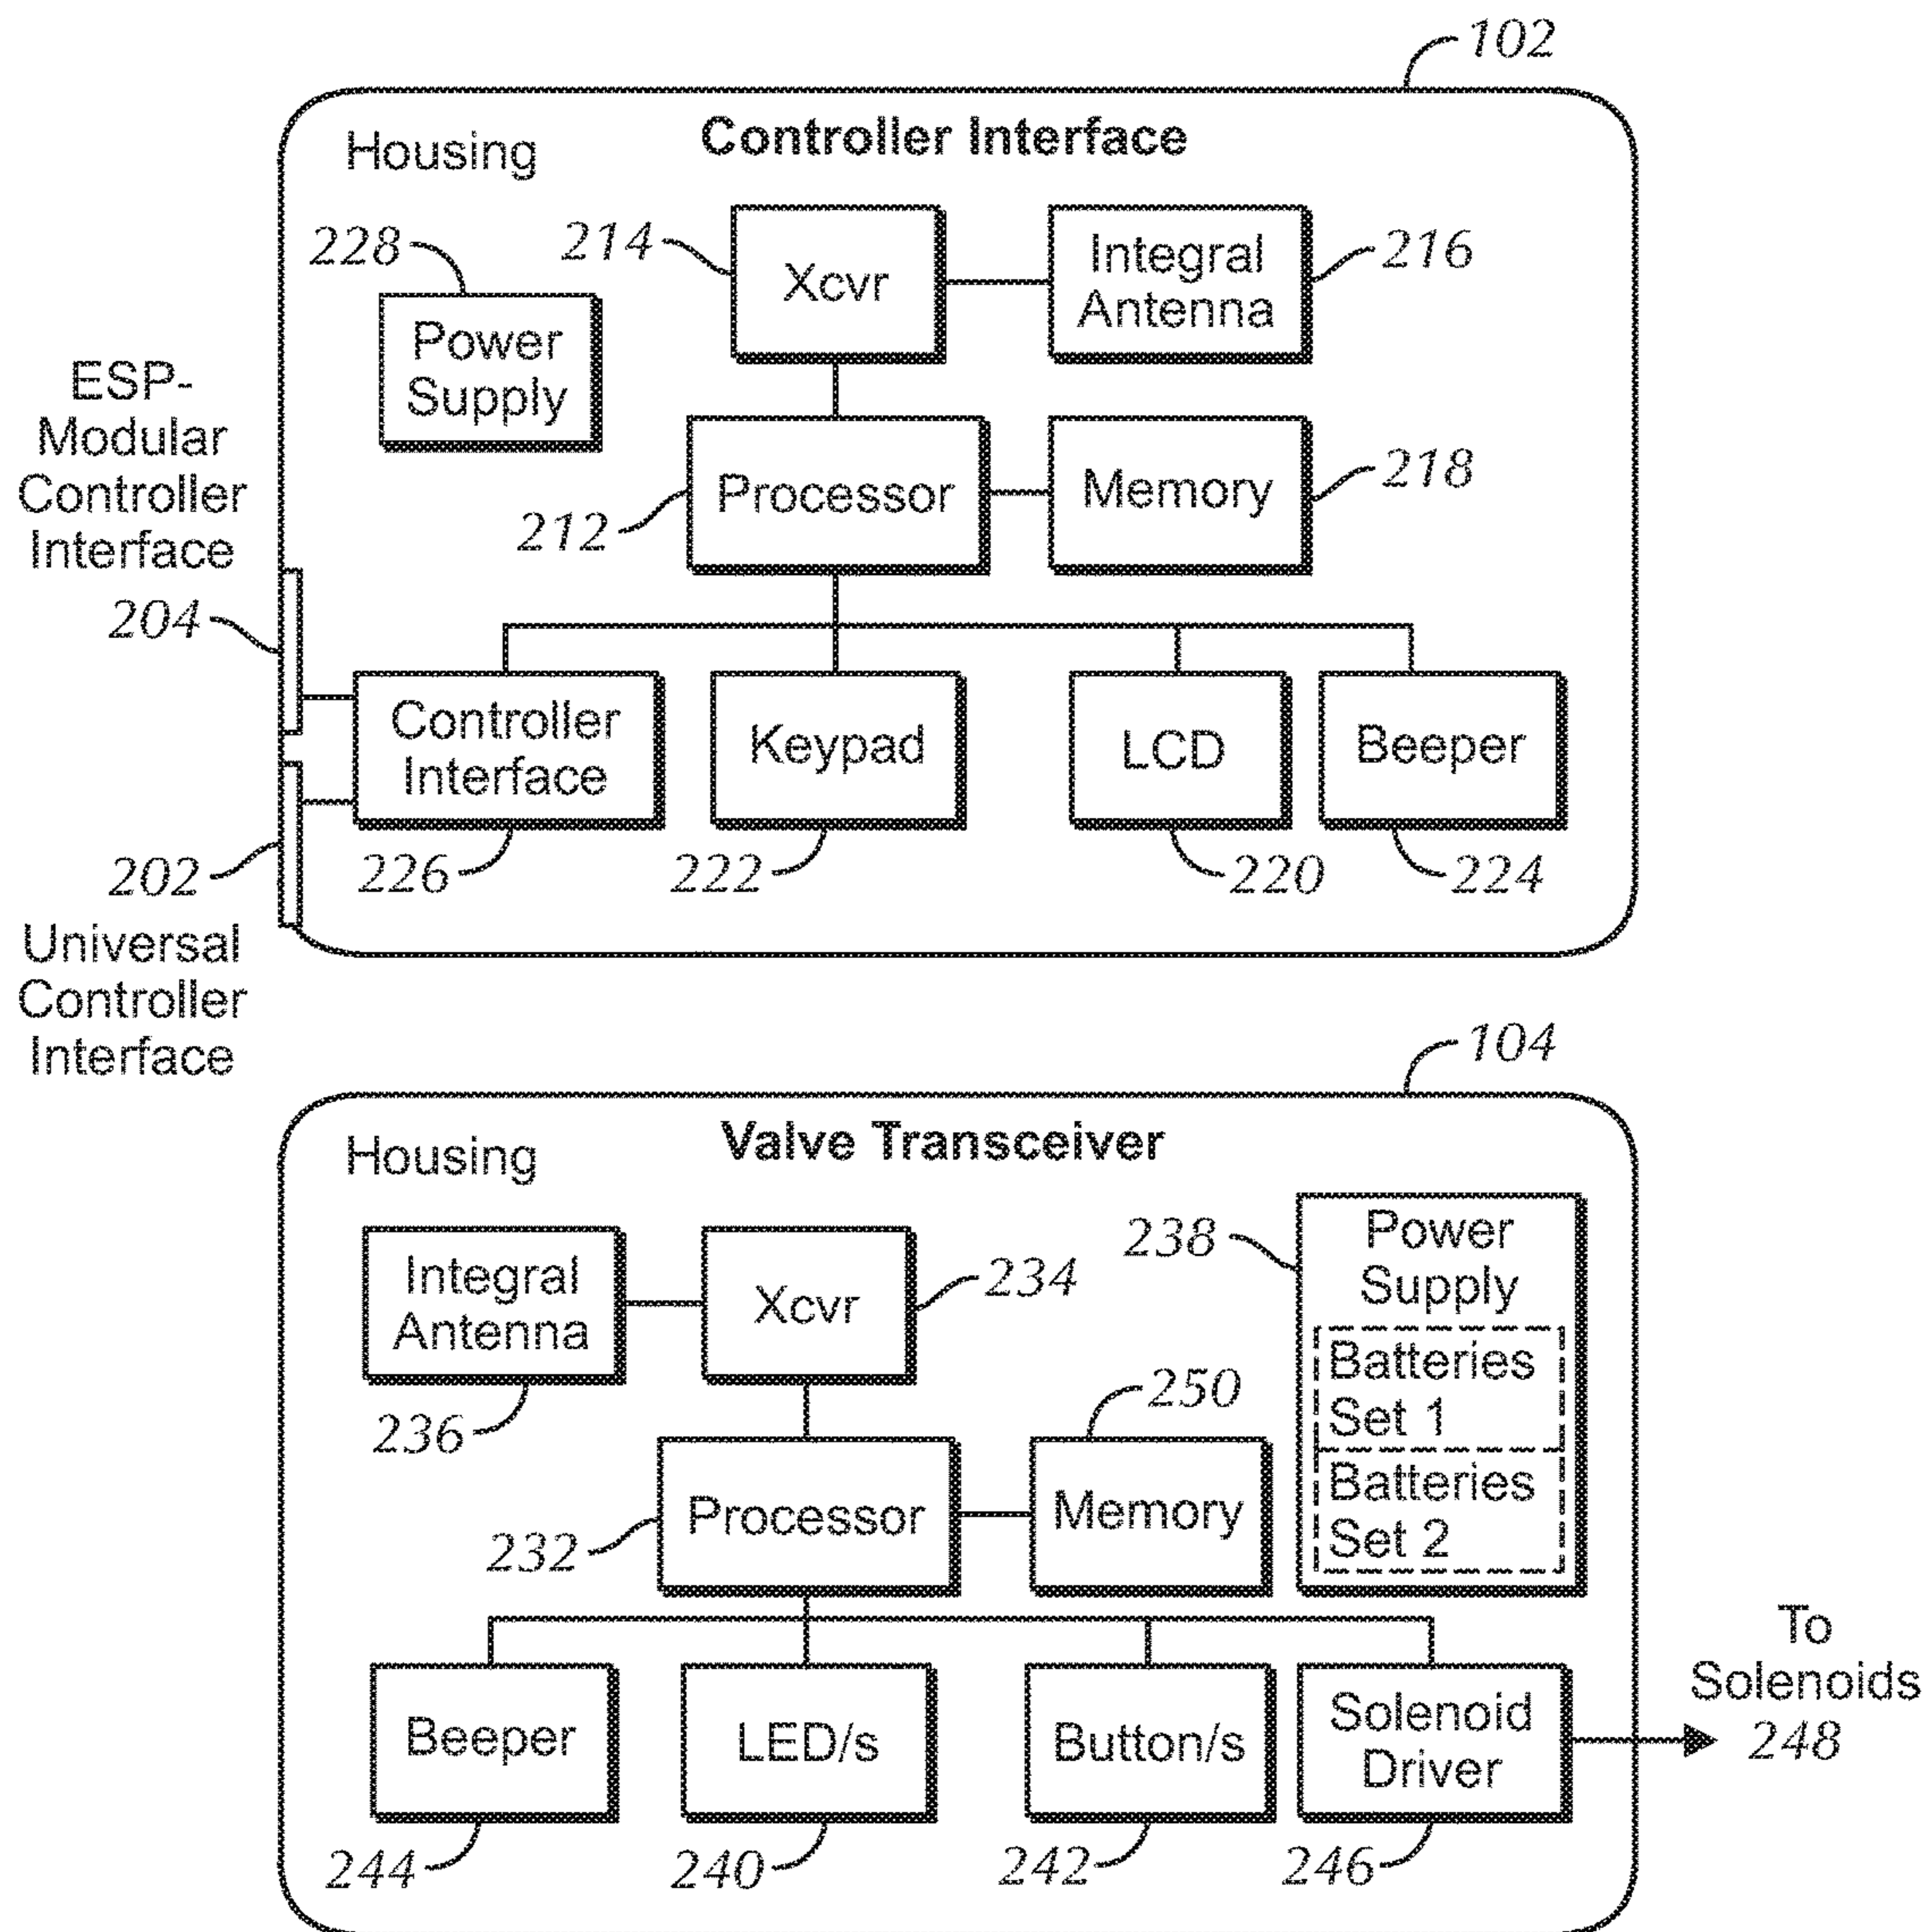 102
Housing
Controller Interface
228
214
216
Xcvr
Integral
Antenna
Power
Supply
ESP-
Modular
Controller
Interface
204
Processor
212
Memory
218
Controller
Interface
Keypad
LCD
Beeper
202
226
222
220
224
Universal
Controller
Interface
104
Housing
Valve Transceiver
Integral
Antenna
236
Xcvr
234
238
Power
Supply
Batteries
Set 1
Batteries
Set 2
250
Processor
232
Memory
To
Solenoids
248
Beeper
LED/s
Button/s
Solenoid
Driver
244
240
242
246